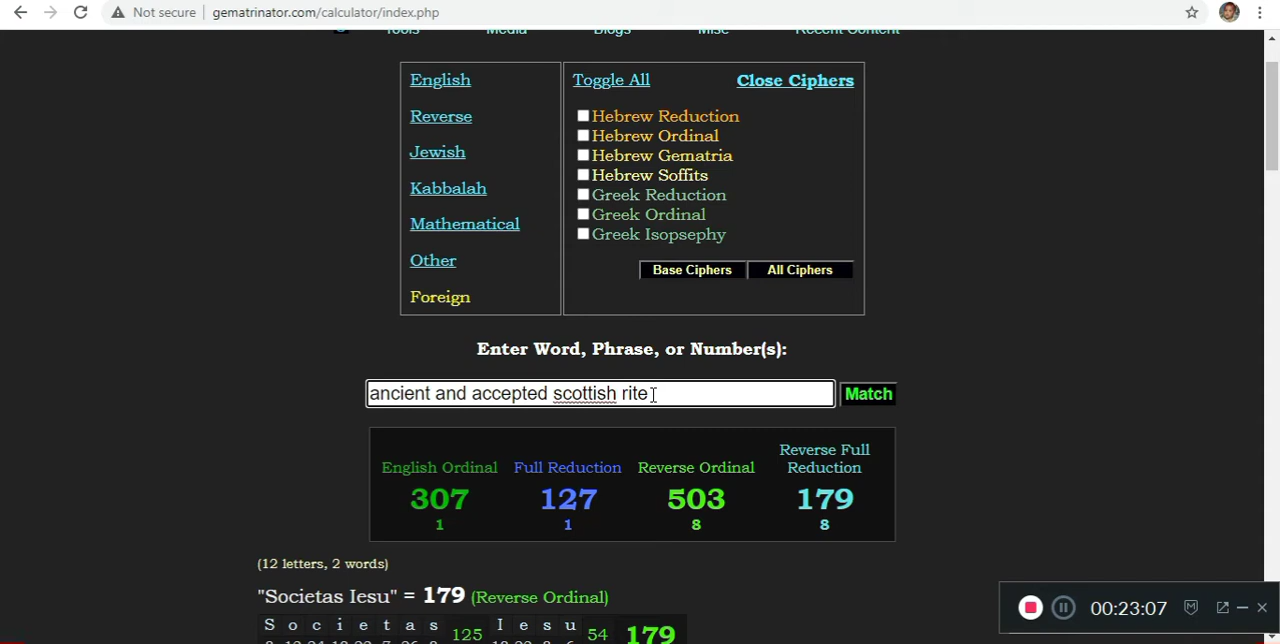 Not secure gematrinator.com/calculator/index.php
Tools Media Blogs Misc Recent Content
English Toggle All Close Ciphers
Reverse
Jewish
Kabbalah
Mathematical
Other
Foreign
Hebrew Reduction
Hebrew Ordinal
Hebrew Gematria
Hebrew Soffits
Greek Reduction
Greek Ordinal
Greek Isopsephy
Base Ciphers All Ciphers
Enter Word, Phrase, or Number(s):
ancient and accepted scottish rite Match
English Ordinal Full Reduction Reverse Ordinal Reverse Full Reduction
307 127 503 179
1 1 8 8
(12 letters, 2 words)
"Societas Iesu" = 179 (Reverse Ordinal)
S o c i e t a s 125 I e s u 54 179
00:23:07